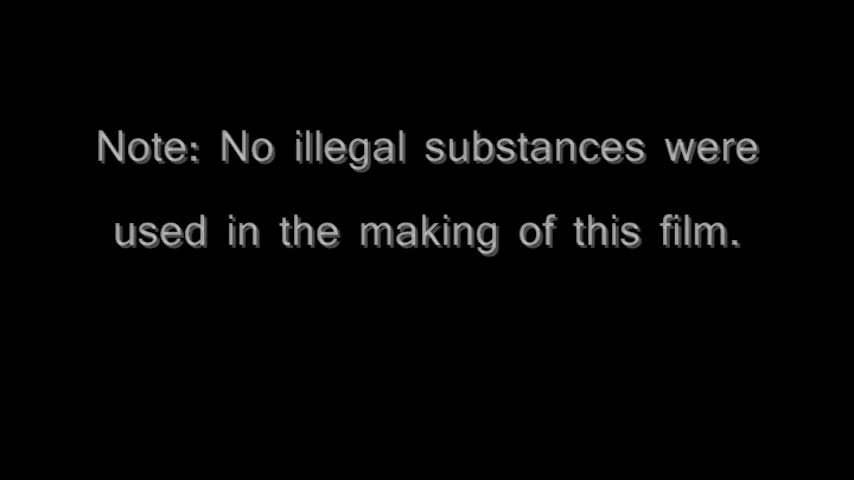 Note: No illegal substances were
used in the making of this film.